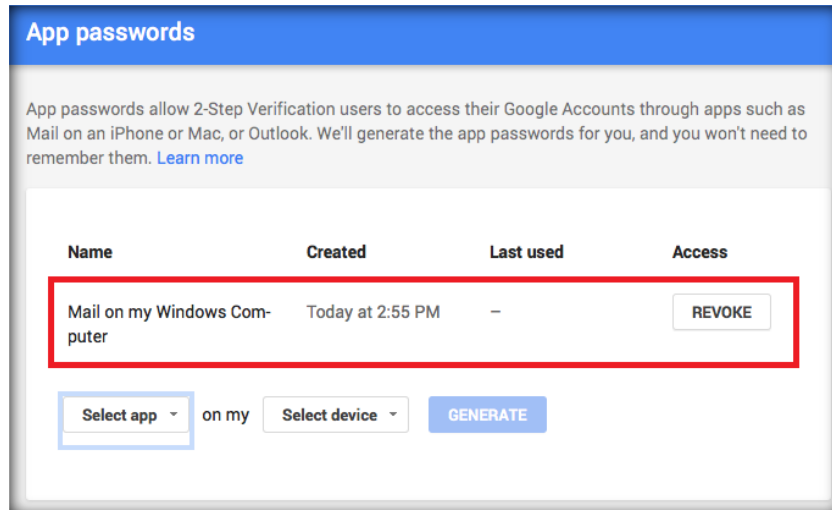 App passwords
App passwords allow 2-Step Verification users to access their Google Accounts through apps such as
Mail on an iPhone or Mac, or Outlook. We'll generate the app passwords for you, and you won't need to
remember them. Learn more
Name Created Last used Access
Mail on my Windows Com- Today at 2:55 PM – REVOKE
puter
Select app on my Select device GENERATE